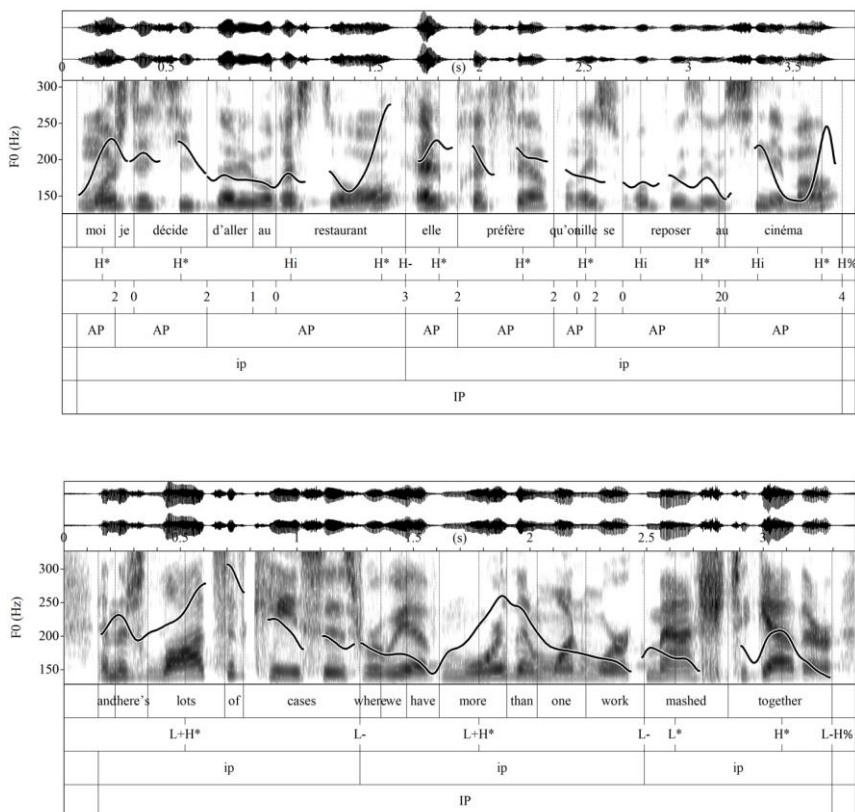 0 0.5 1 1.5 (s) 2 2.5 3 3.5
300
250
200
150
F0 (Hz)
moi je décide d'aller au restaurant elle préfère qu'on aille se reposer au cinéma
H* H* Hi H* H- H* H* H* Hi H* Hi H* H%
2 0 2 1 0 3 2 2 0 2 0 2 0 4
AP AP AP AP AP AP AP AP
ip ip
IP
0 0.5 1 1.5 (s) 2 2.5 3
300
250
200
150
F0 (Hz)
and there's lots of cases where we have more than one work mashed together
L+H* L- L+H* L- L* H* L-H%
ip ip ip
IP